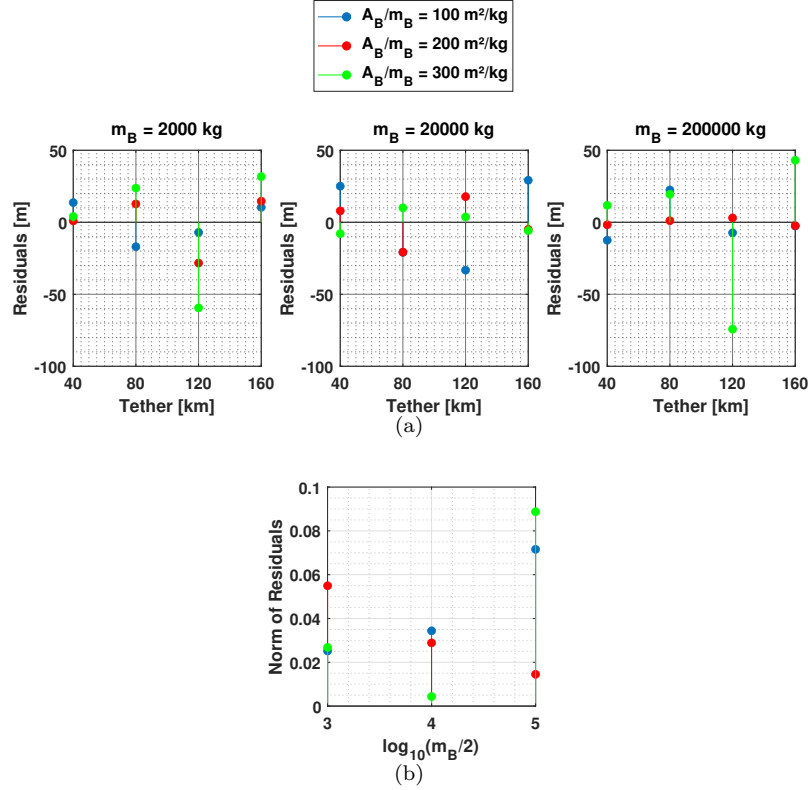 A_B/m_B = 100 m²/kg
A_B/m_B = 200 m²/kg
A_B/m_B = 300 m²/kg
m_B = 2000 kg
m_B = 20000 kg
m_B = 200000 kg
50
0
-50
-100
Residuals [m]
40 80 120 160
Tether [km]
50
0
-50
-100
Residuals [m]
40 80 120 160
Tether [km]
50
0
-50
-100
Residuals [m]
40 80 120 160
Tether [km]
(a)
0.1
0.08
0.06
0.04
0.02
0
Norm of Residuals
3 4 5
log_10(m_B/2)
(b)